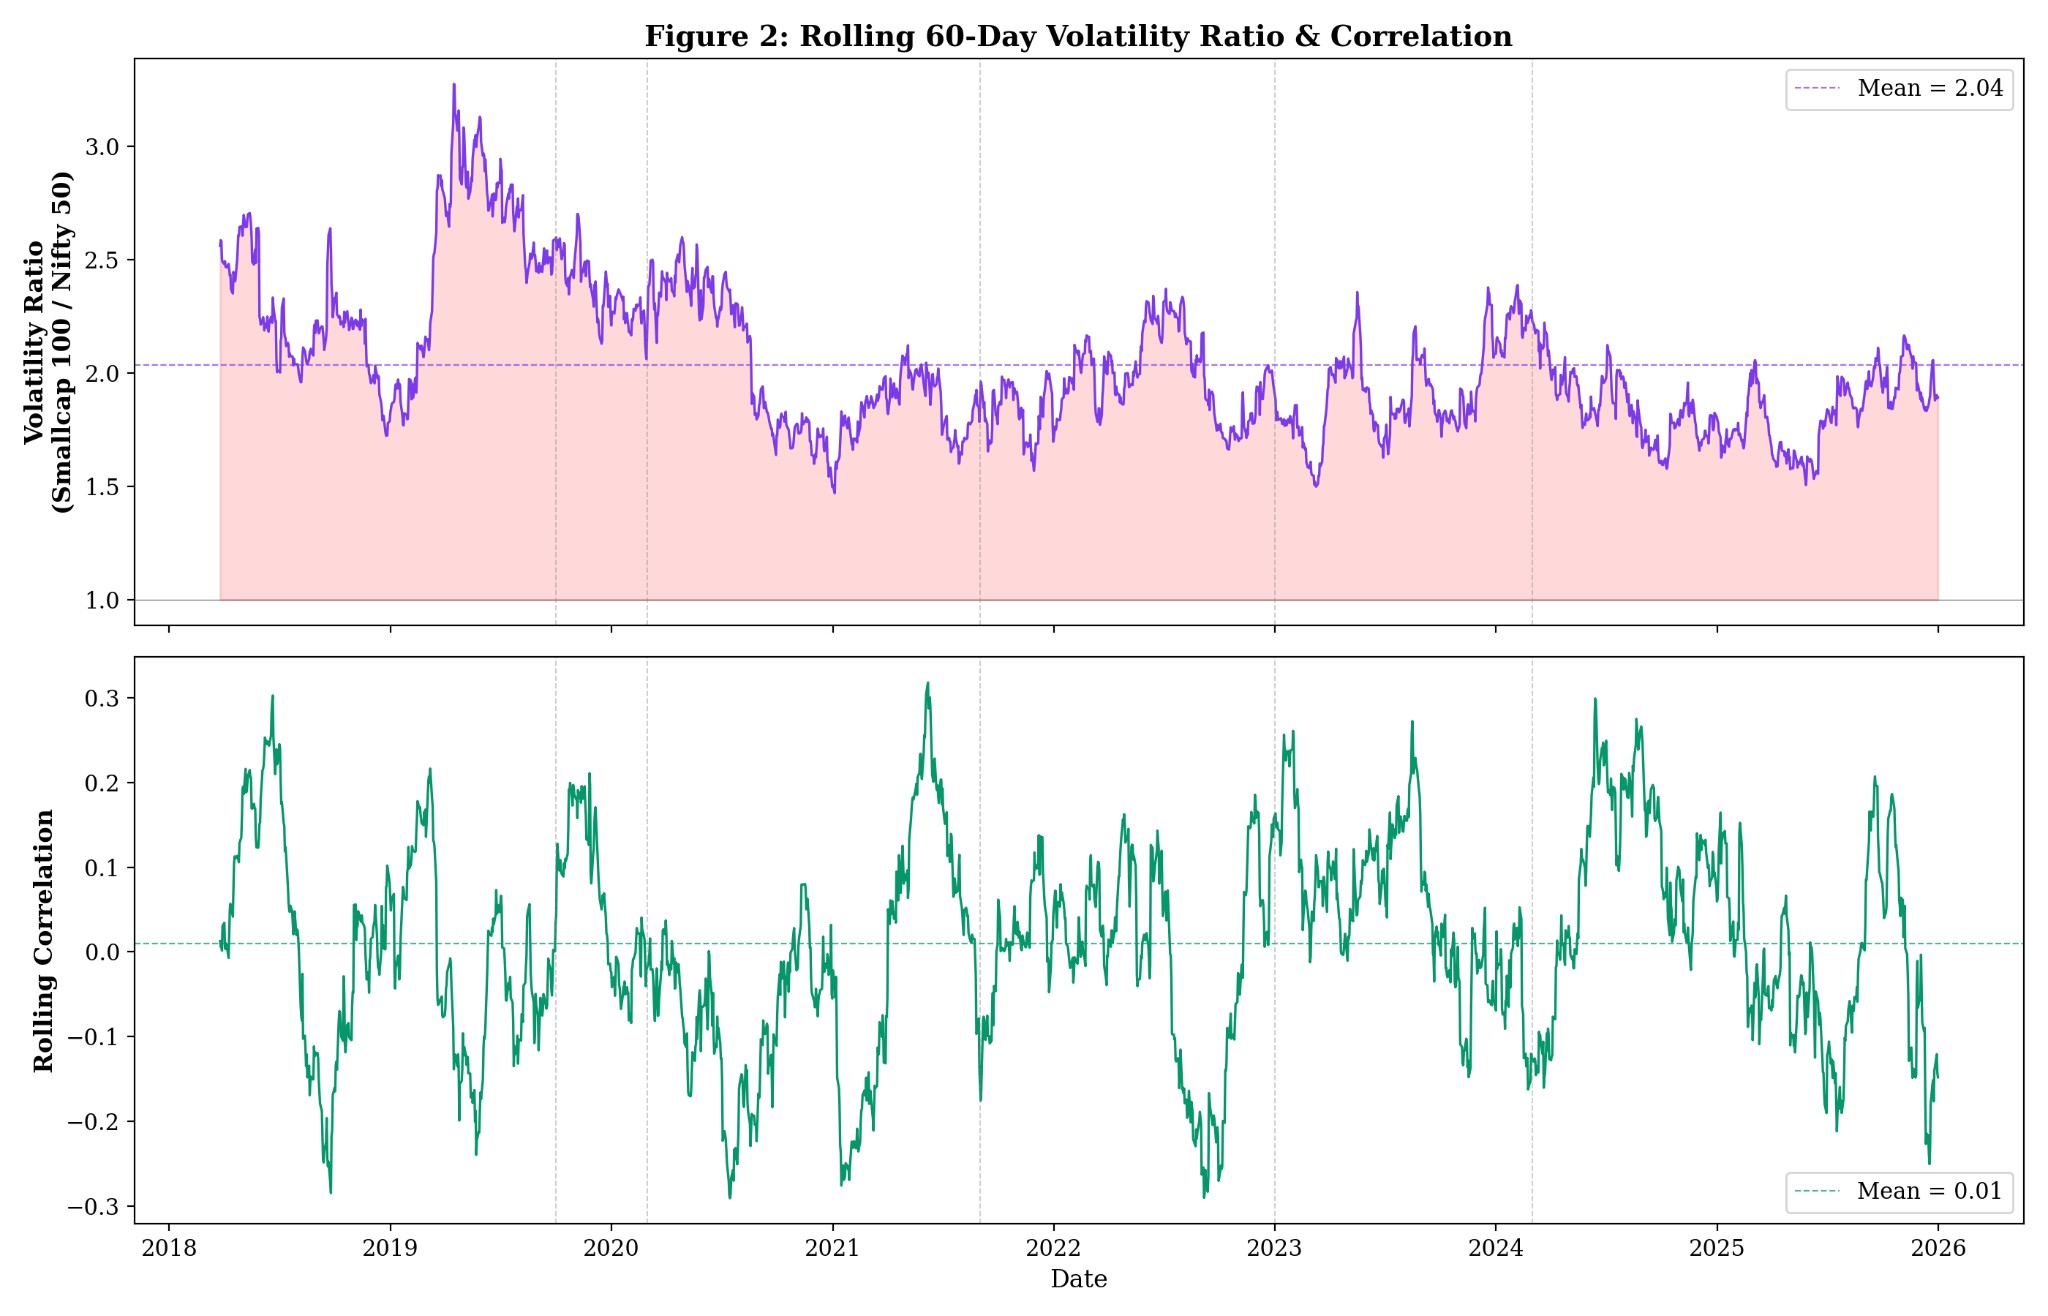 Figure 2: Rolling 60-Day Volatility Ratio & Correlation
Volatility Ratio
(Smallcap 100 / Nifty 50)
3.0
2.5
2.0
1.5
1.0
Mean = 2.04
Rolling Correlation
0.3
0.2
0.1
0.0
−0.1
−0.2
−0.3
Mean = 0.01
2018 2019 2020 2021 2022 2023 2024 2025 2026
Date